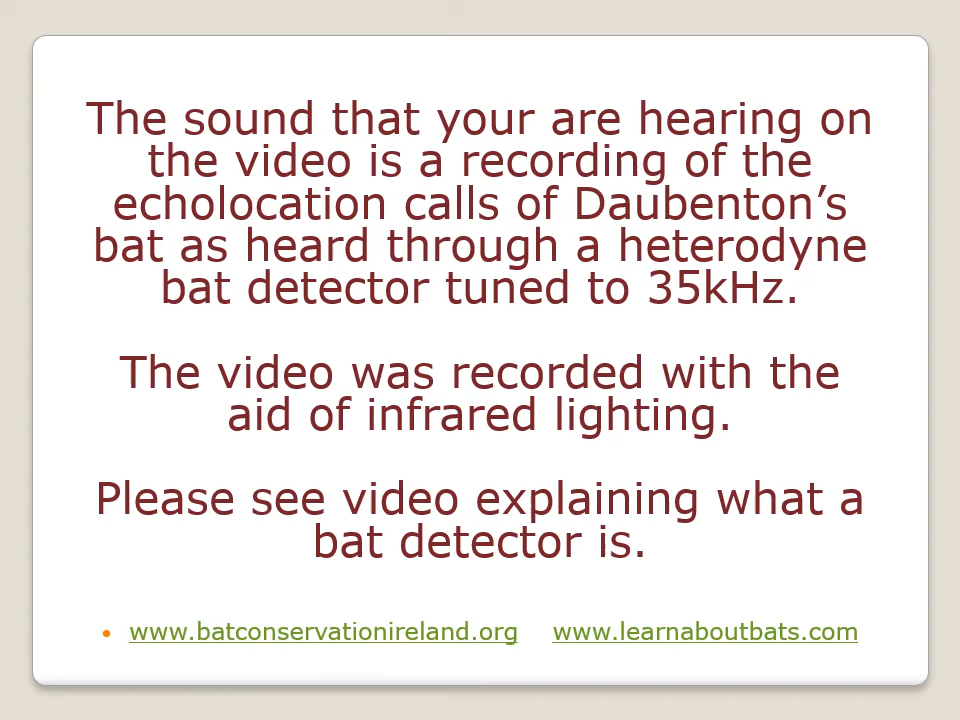 The sound that your are hearing on
the video is a recording of the
echolocation calls of Daubenton’s
bat as heard through a heterodyne
bat detector tuned to 35kHz.
The video was recorded with the
aid of infrared lighting.
Please see video explaining what a
bat detector is.
• www.batconservationireland.org www.learnaboutbats.com